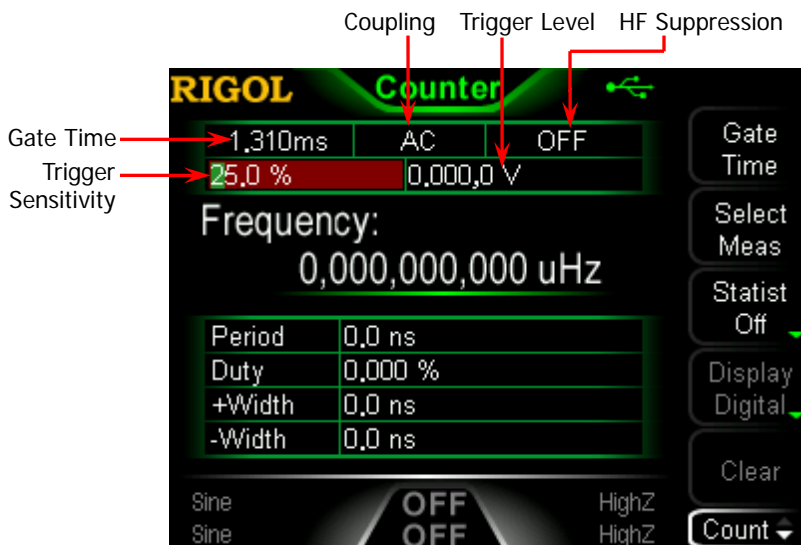 Coupling Trigger Level HF Suppression
RIGOL Counter
Gate Time
1.310ms AC OFF
Trigger
Sensitivity
25.0 % 0.000,0 V
Frequency:
0,000,000,000 uHz
Period 0.0 ns
Duty 0.000 %
+Width 0.0 ns
-Width 0.0 ns
Sine OFF HighZ
Sine OFF HighZ
Gate
Time
Select
Meas
Statist
Off
Display
Digital
Clear
Count